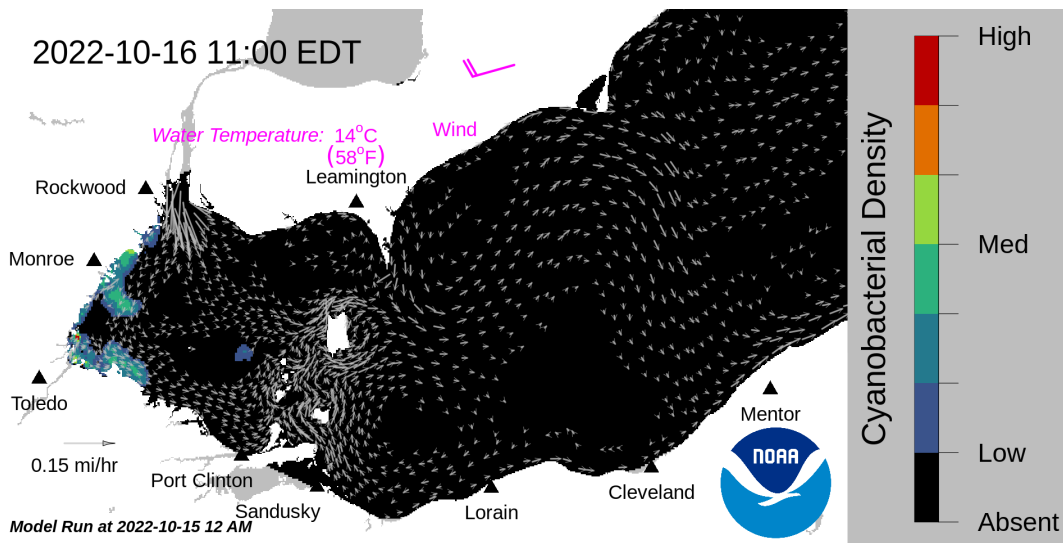 2022-10-16 11:00 EDT
Water Temperature: 14°C
(58°F)
Wind
Leamington
Rockwood
Monroe
Toledo
0.15 mi/hr
Port Clinton
Sandusky
Lorain
Cleveland
Mentor
NOAA
Model Run at 2022-10-15 12 AM
Cyanobacterial Density
High
Med
Low
Absent